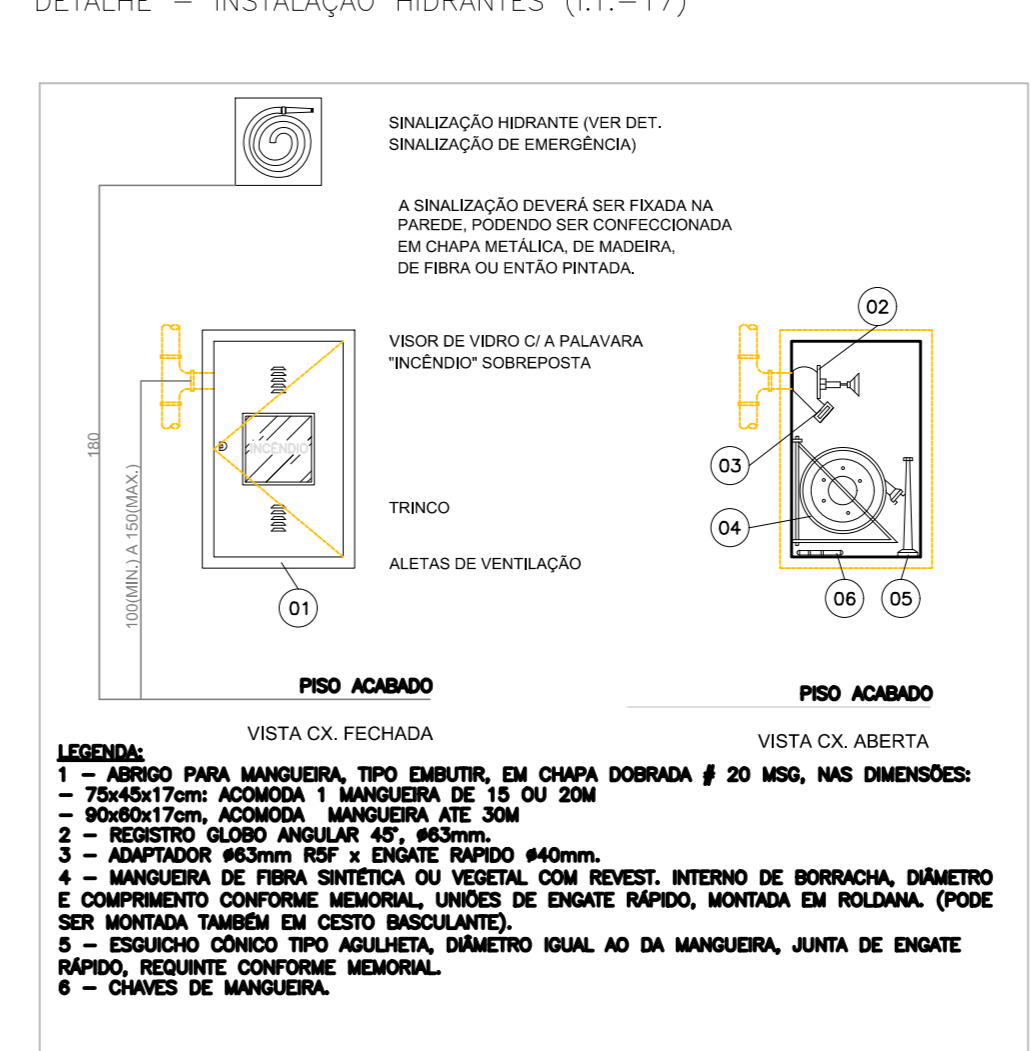 DETALHE – INSTALAÇÃO HIDRANTES (I.T.–17)
SINALIZAÇÃO HIDRANTE (VER DET.
SINALIZAÇÃO DE EMERGÊNCIA)
A SINALIZAÇÃO DEVERÁ SER FIXADA NA
PAREDE, PODENDO SER CONFECCIONADA
EM CHAPA METÁLICA, DE MADEIRA,
DE FIBRA OU ENTÃO PINTADA.
VISOR DE VIDRO C/ A PALAVARA
"INCÊNDIO" SOBREPOSTA
INCÊNDIO
TRINCO
ALETAS DE VENTILAÇÃO
180
100(MIN.) A 150(MAX.)
01
02
03
04
06
05
PISO ACABADO
VISTA CX. FECHADA
PISO ACABADO
VISTA CX. ABERTA
LEGENDA:
1 – ABRIGO PARA MANGUEIRA, TIPO EMBUTIR, EM CHAPA DOBRADA # 20 MSG, NAS DIMENSÕES:
– 75x45x17cm: ACOMODA 1 MANGUEIRA DE 15 OU 20M
– 90x60x17cm, ACOMODA MANGUEIRA ATE 30M
2 – REGISTRO GLOBO ANGULAR 45°, ø63mm.
3 – ADAPTADOR ø63mm R5F x ENGATE RAPIDO ø40mm.
4 – MANGUEIRA DE FIBRA SINTÉTICA OU VEGETAL COM REVEST. INTERNO DE BORRACHA, DIÂMETRO
E COMPRIMENTO CONFORME MEMORIAL, UNIÕES DE ENGATE RÁPIDO, MONTADA EM ROLDANA. (PODE
SER MONTADA TAMBÉM EM CESTO BASCULANTE).
5 – ESGUICHO CÔNICO TIPO AGULHETA, DIÂMETRO IGUAL AO DA MANGUEIRA, JUNTA DE ENGATE
RÁPIDO, REQUINTE CONFORME MEMORIAL.
6 – CHAVES DE MANGUEIRA.